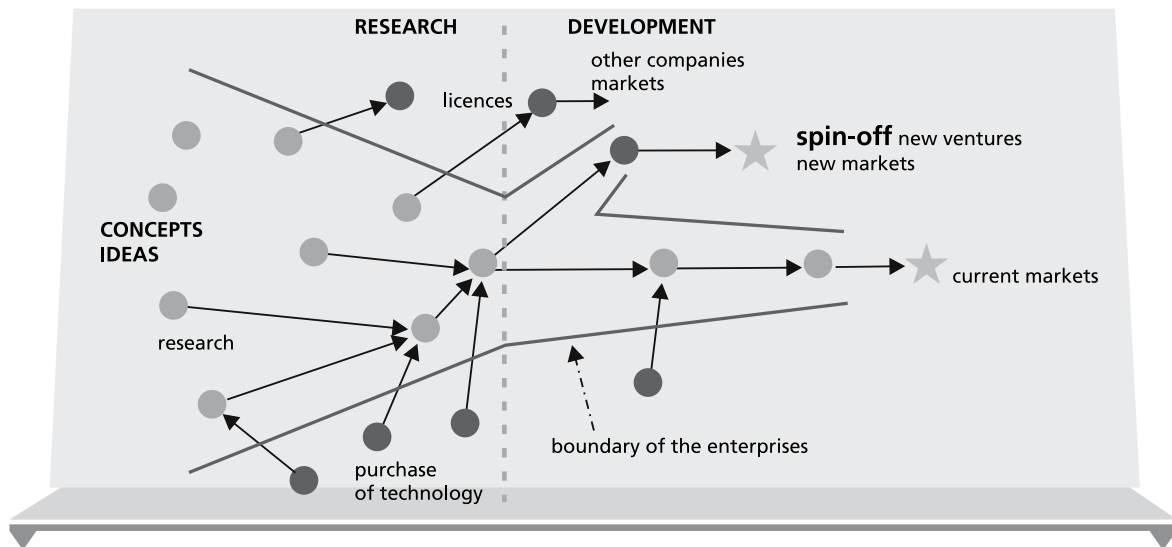 RESEARCH
DEVELOPMENT
other companies
markets
licences
spin-off new ventures
new markets
CONCEPTS
IDEAS
current markets
research
boundary of the enterprises
purchase
of technology